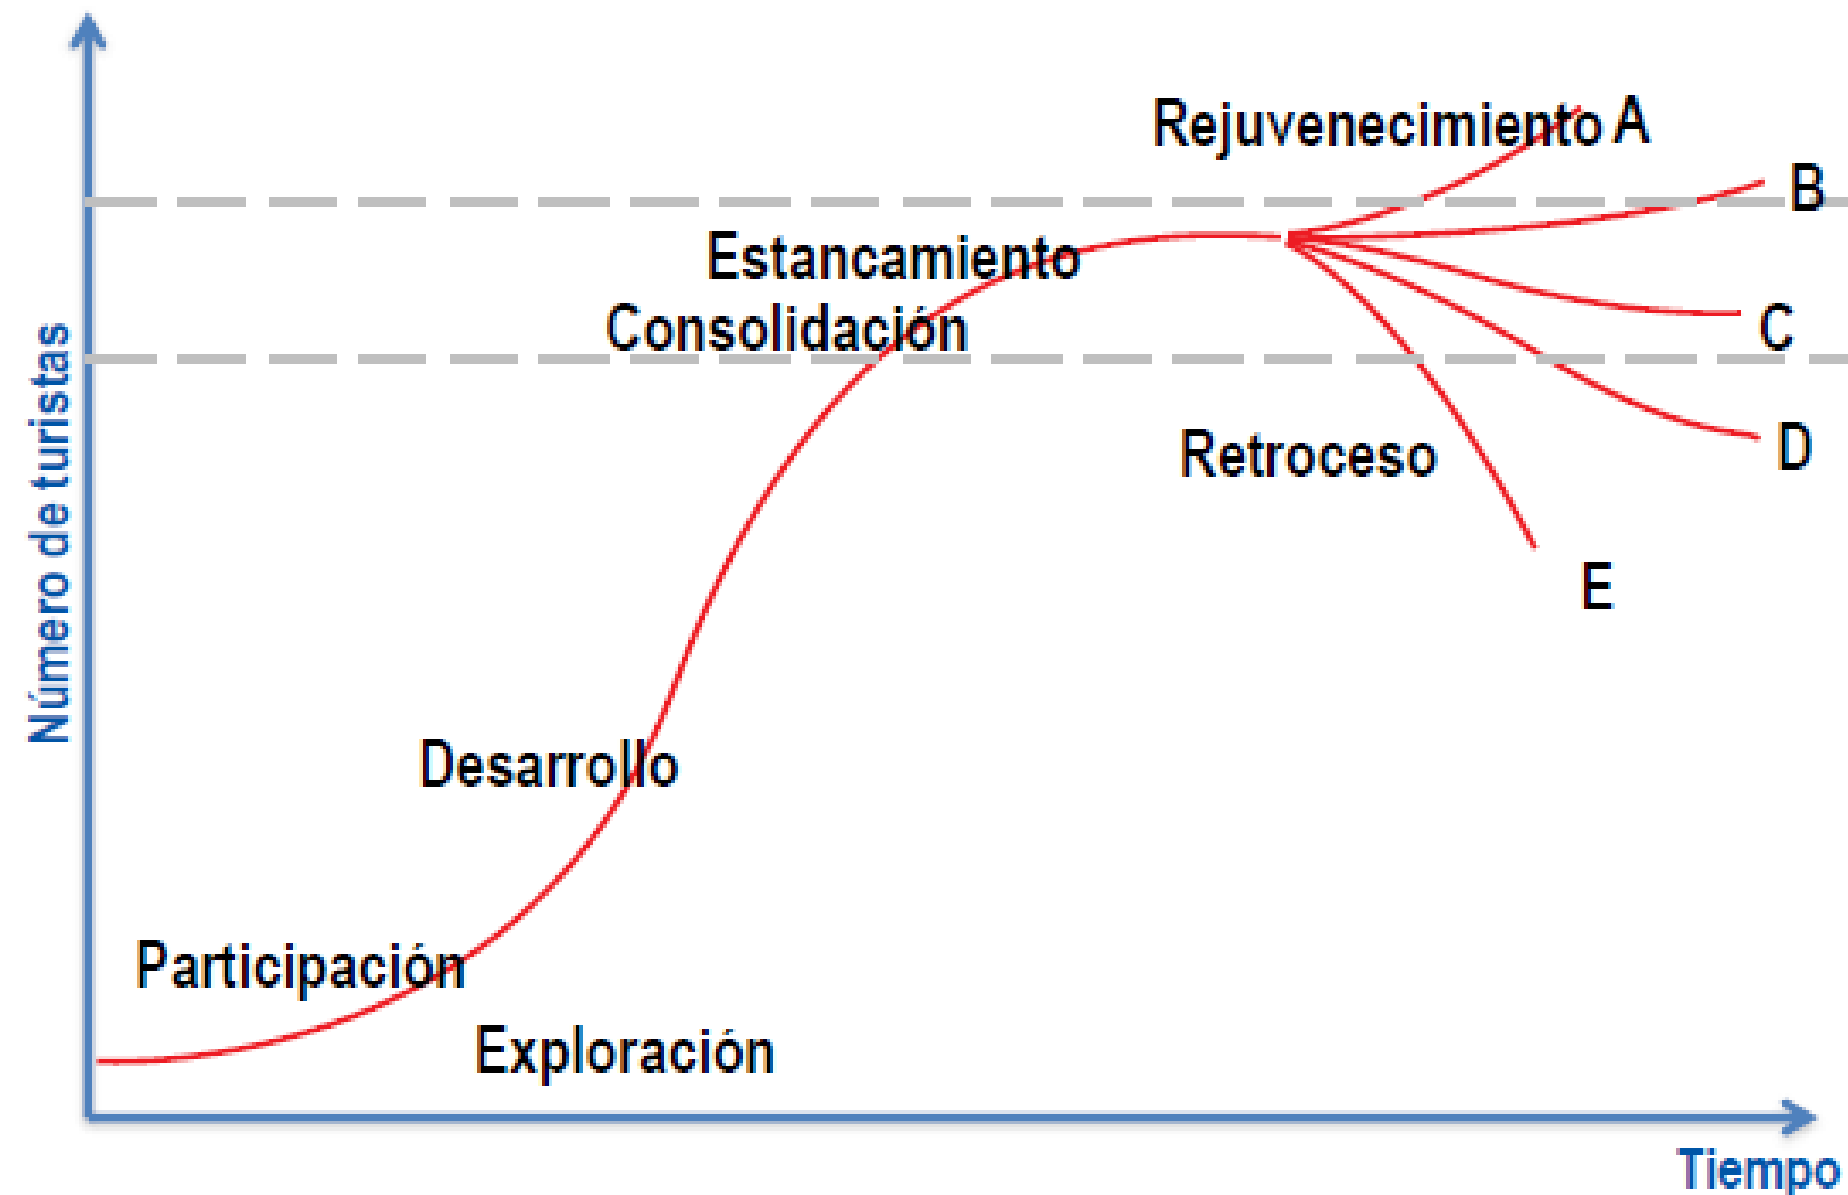 Rejuvenecimiento A
B
Estancamiento
Consolidación
C
Retroceso
D
E
Número de turistas
Desarrollo
Participación
Exploración
Tiempo